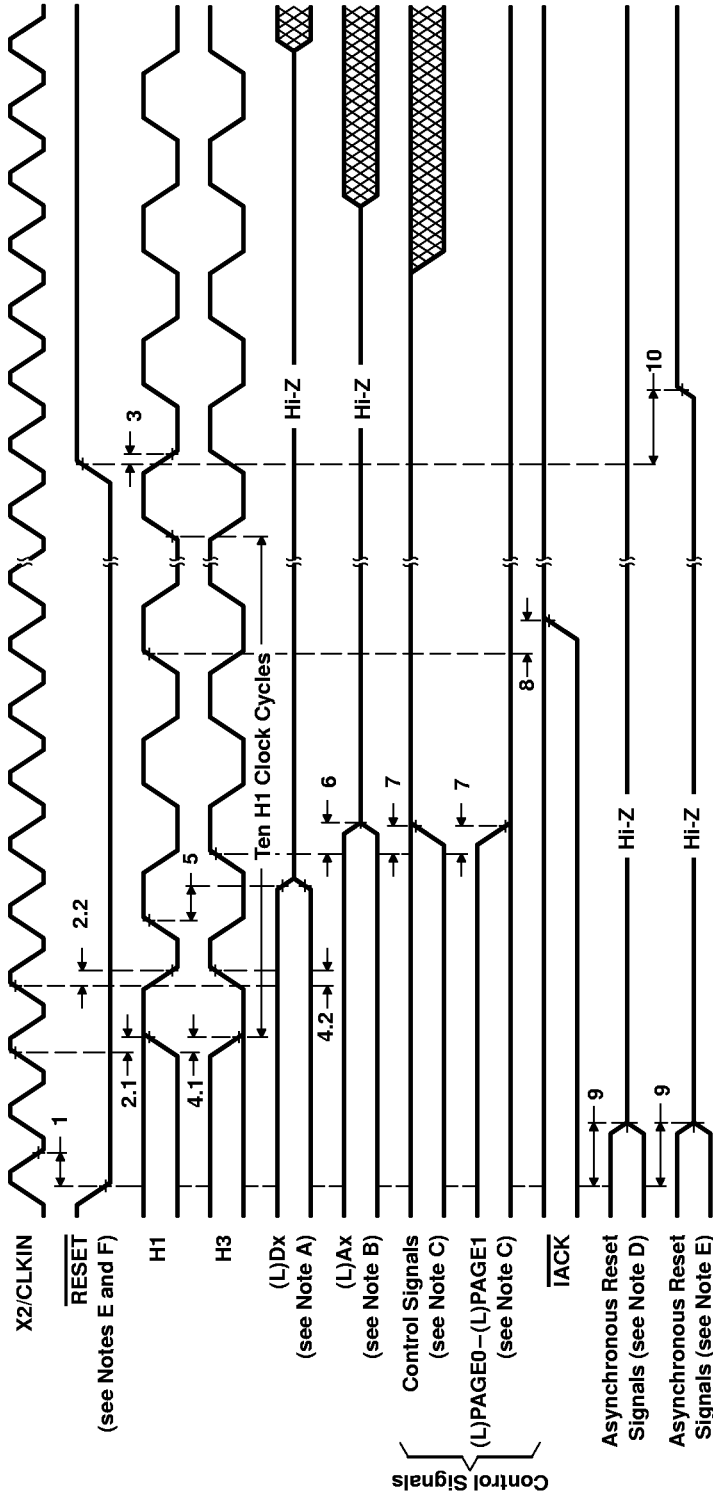 X2/CLKIN
RESET
(see Notes E and F)
H1
H3
(L)Dx
(see Note A)
(L)Ax
(see Note B)
Control Signals
(see Note C)
(L)PAGE0–(L)PAGE1
(see Note C)
Control Signals
IACK
Asynchronous Reset
Signals (see Note D)
Asynchronous Reset
Signals (see Note E)
1
2.1
2.2
3
4.1
4.2
5
Ten H1 Clock Cycles
6
7
7
8
9
9
10
Hi-Z
Hi-Z
Hi-Z
Hi-Z